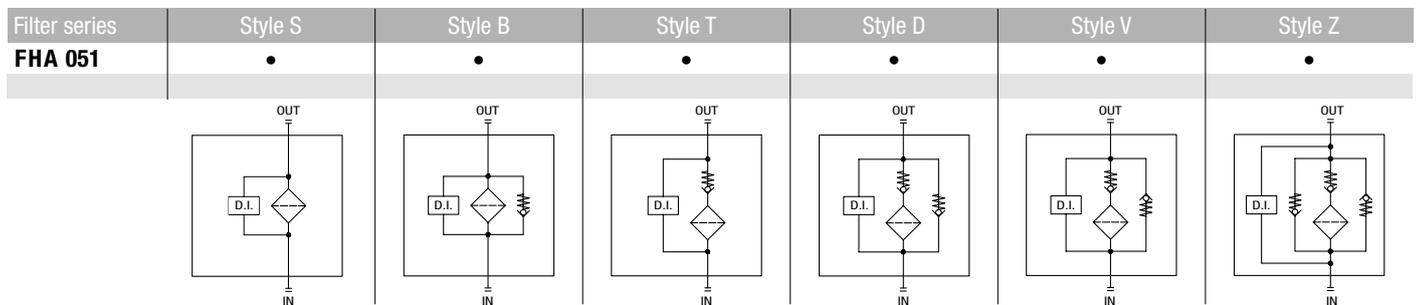 Filter series Style S Style B Style T Style D Style V Style Z
FHA 051 • • • • • •
OUT OUT OUT OUT OUT OUT
D.I. D.I. D.I. D.I. D.I. D.I.
IN IN IN IN IN IN